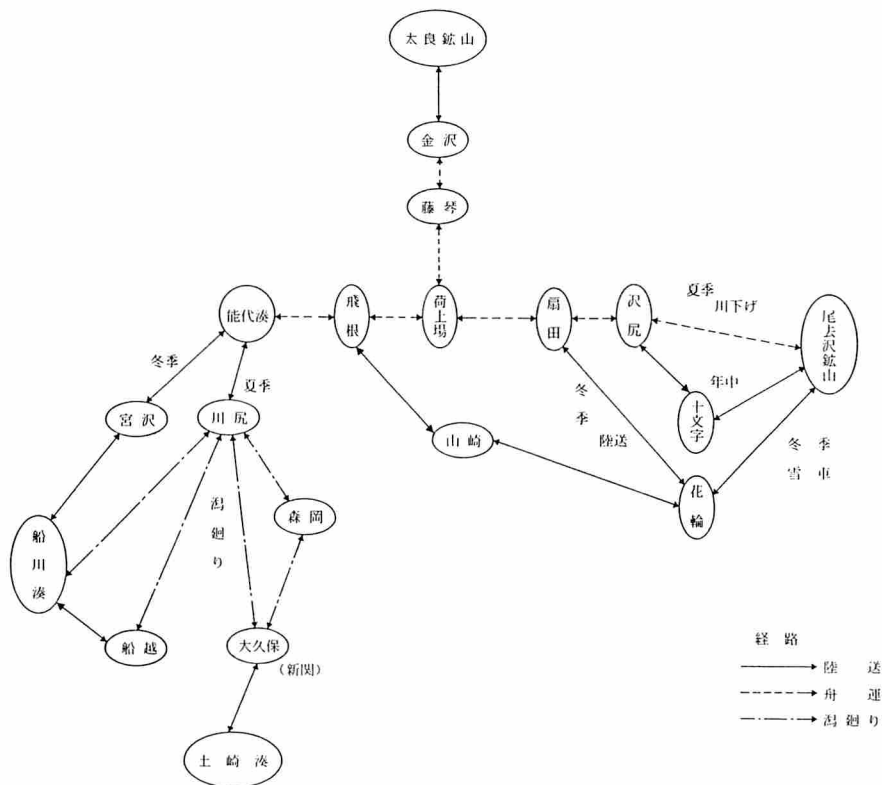 太良鉱山
金沢
藤琴
能代湊
飛根
荷上場
扇田
沢尻
夏季
川下げ
尾去沢鉱山
冬季
夏季
年中
宮沢
川尻
山崎
冬季
陸送
十文字
冬季
雪車
花輪
潟廻り
森岡
船川湊
船越
大久保
(新関)
土崎湊
経路
陸送
舟運
潟廻り